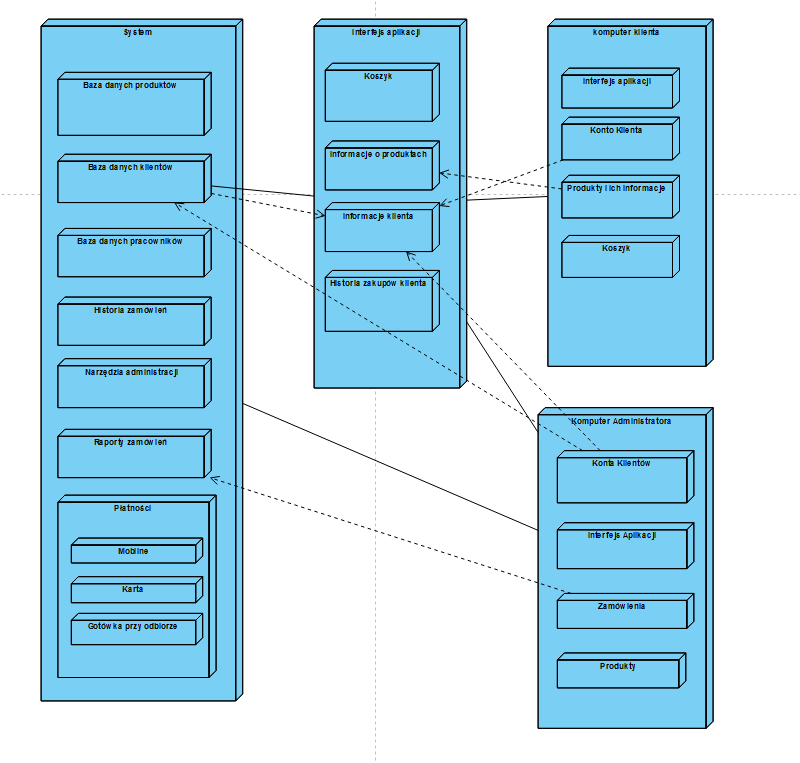 System
Baza danych produktów
Baza danych klientów
Baza danych pracowników
Historia zamówień
Narzędzia administracji
Raporty zamówień
Płatności
Mobilne
Karta
Gotówka przy odbiorze
Interfejs aplikacji
Koszyk
Informacje o produktach
Informacje klienta
Historia zakupów klienta
komputer klienta
Interfejs aplikacji
Konto Klienta
Produkty i ich informacje
Koszyk
Komputer Administratora
Konta Klientów
Interfejs Aplikacji
Zamówienia
Produkty